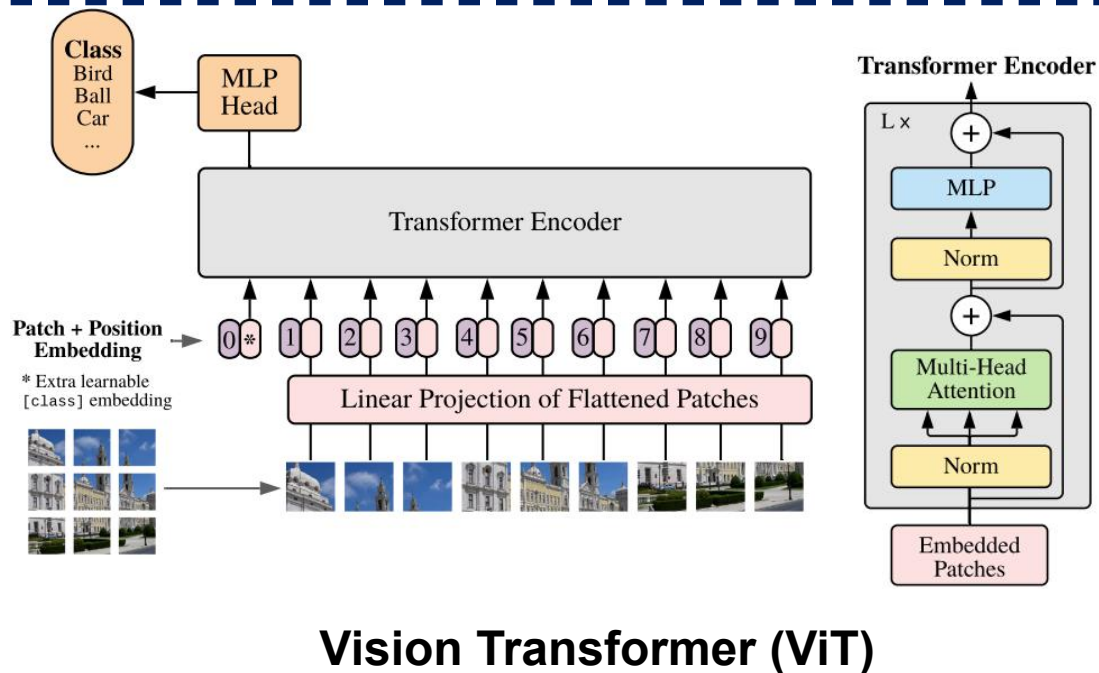 Class
Bird
Ball
Car
...
MLP
Head
Transformer Encoder
Patch + Position
Embedding
0 * 1 2 3 4 5 6 7 8 9
* Extra learnable
[class] embedding
Linear Projection of Flattened Patches
Transformer Encoder
L ×
+
MLP
Norm
+
Multi-Head
Attention
Norm
Embedded
Patches
Vision Transformer (ViT)